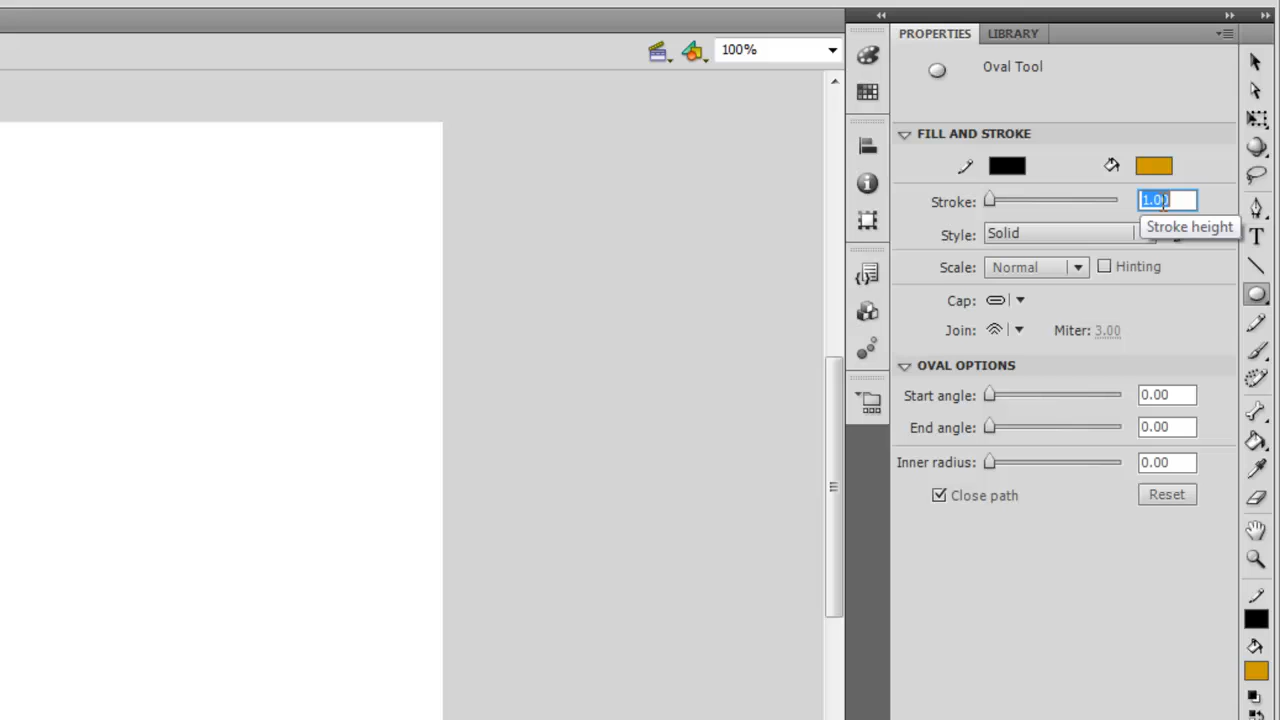 PROPERTIES LIBRARY
100%
Oval Tool
FILL AND STROKE
Stroke: 1.00
Stroke height
Style: Solid
Scale: Normal Hinting
Cap:
Join: Miter: 3.00
OVAL OPTIONS
Start angle: 0.00
End angle: 0.00
Inner radius: 0.00
Close path Reset